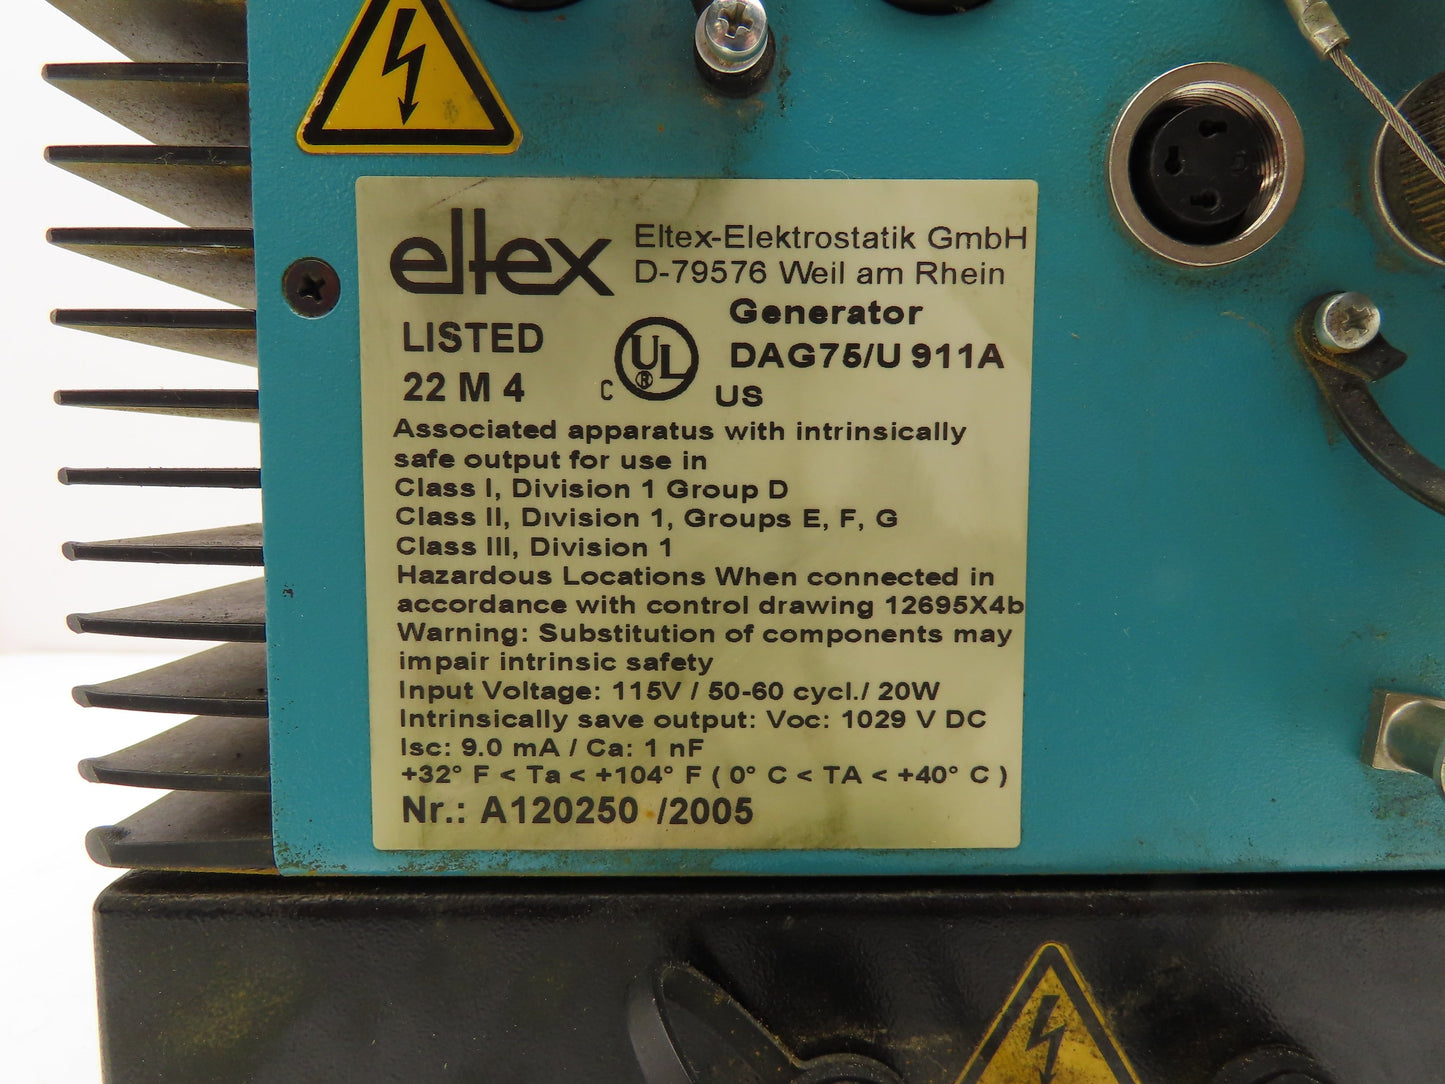 eltex
Eltex-Elektrostatik GmbH
D-79576 Weil am Rhein
Generator
DAG75/U 911A
LISTED
22 M 4
C UL ® US
Associated apparatus with intrinsically
safe output for use in
Class I, Division 1 Group D
Class II, Division 1, Groups E, F, G
Class III, Division 1
Hazardous Locations When connected in
accordance with control drawing 12695X4b
Warning: Substitution of components may
impair intrinsic safety
Input Voltage: 115V / 50-60 cycl./ 20W
Intrinsically save output: Voc: 1029 V DC
Isc: 9.0 mA / Ca: 1 nF
+32° F < Ta < +104° F ( 0° C < TA < +40° C )
Nr.: A120250 /2005